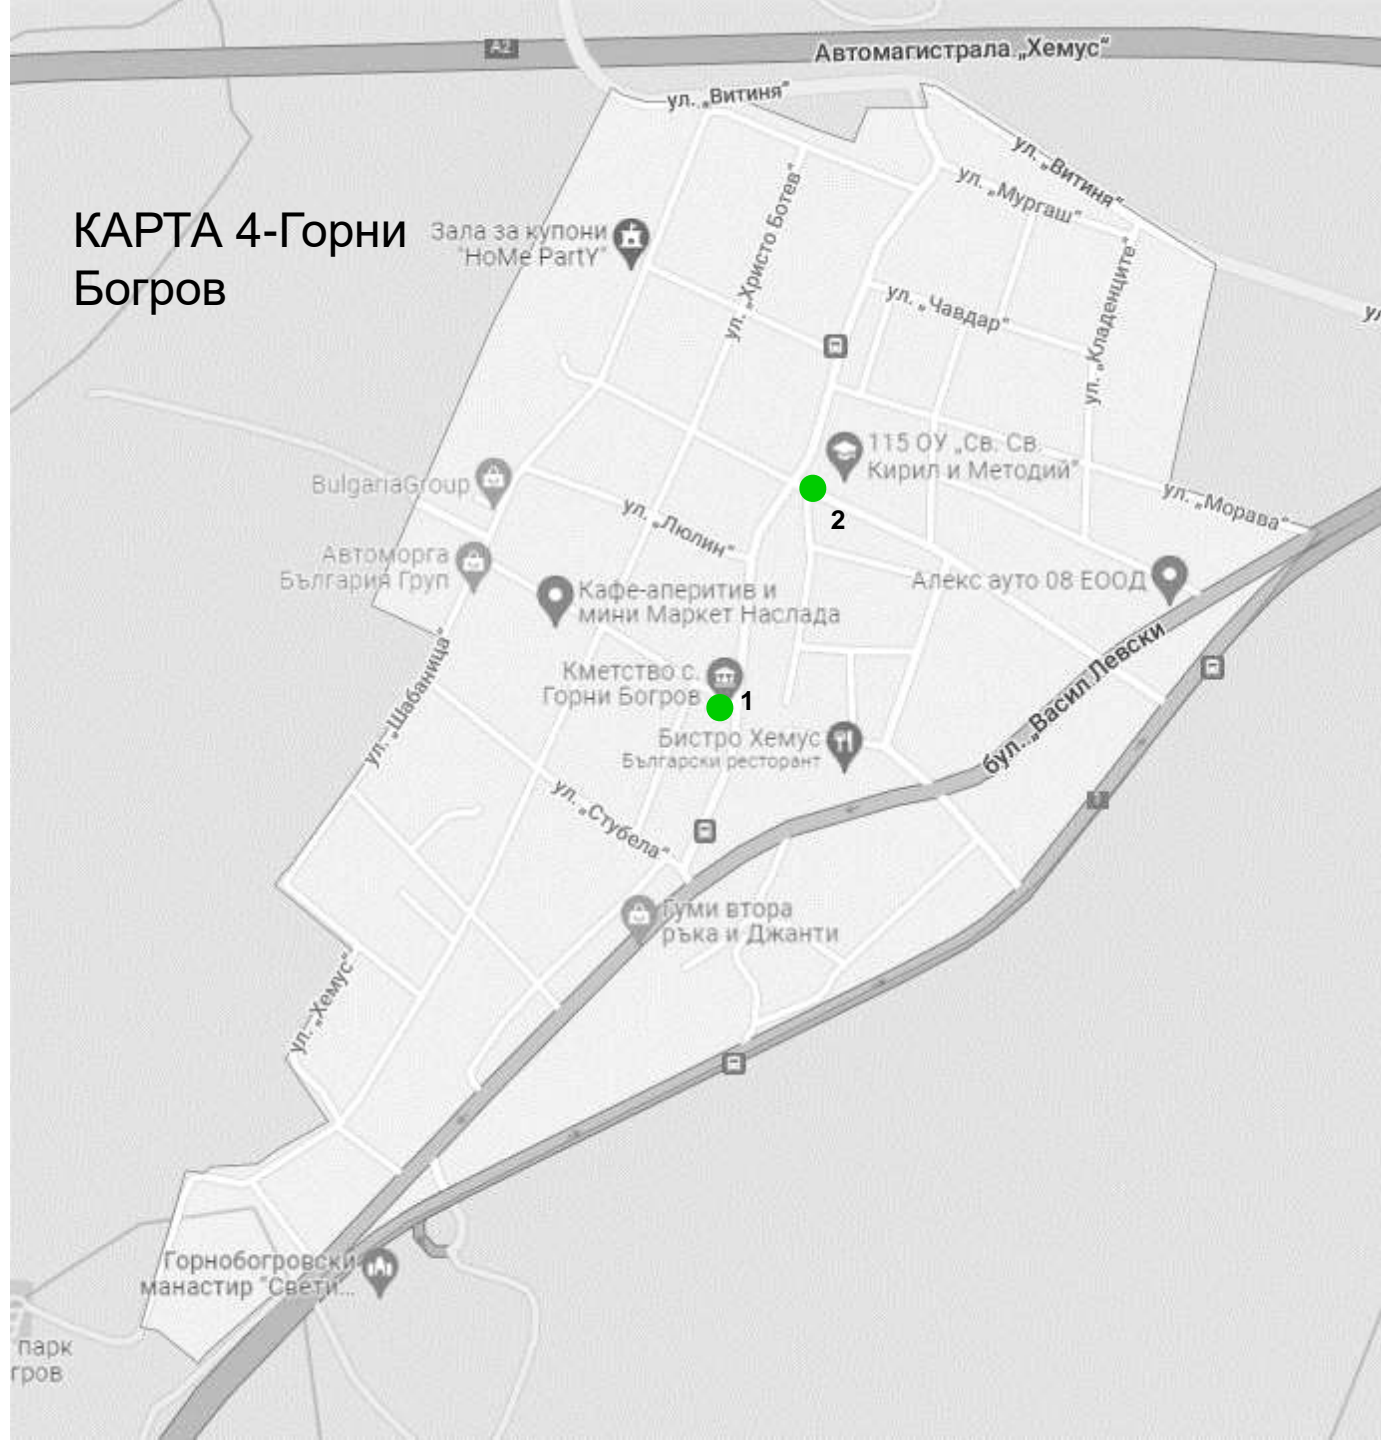 A2
Автомагистрала „Хемус“
ул. „Витиня“
ул. „Витиня“
ул. „Мургаш“
КАРТА 4-Горни
Богров
Зала за купони
"HoMe PartY"
ул. „Христо Ботев“
ул. „Чавдар“
ул. „Кладенците“
ул
115 ОУ „Св. Св.
Кирил и Методий“
BulgariaGroup
2
ул. „Люлин“
ул. „Морава“
Автоморга
България Груп
Кафе-аперитив и
мини Маркет Наслада
Алекс ауто 08 ЕООД
ул. „Шабаница“
Кметство с.
Горни Богров
1
бул. „Васил Левски
Бистро Хемус
Български ресторант
ул. „Стубела“
Гуми втора
ръка и Джанти
ул. „Хемус“
Горнобогровски
манастир "Свети...
парк
гров